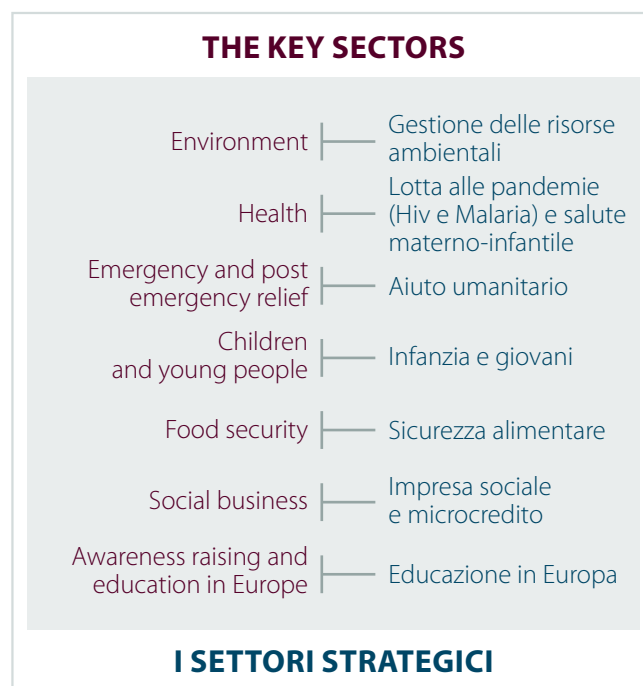 THE KEY SECTORS
Environment
Gestione delle risorse
ambientali
Health
Lotta alle pandemie
(Hiv e Malaria) e salute
materno-infantile
Emergency and post
emergency relief
Aiuto umanitario
Children
and young people
Infanzia e giovani
Food security
Sicurezza alimentare
Social business
Impresa sociale
e microcredito
Awareness raising and
education in Europe
Educazione in Europa
I SETTORI STRATEGICI